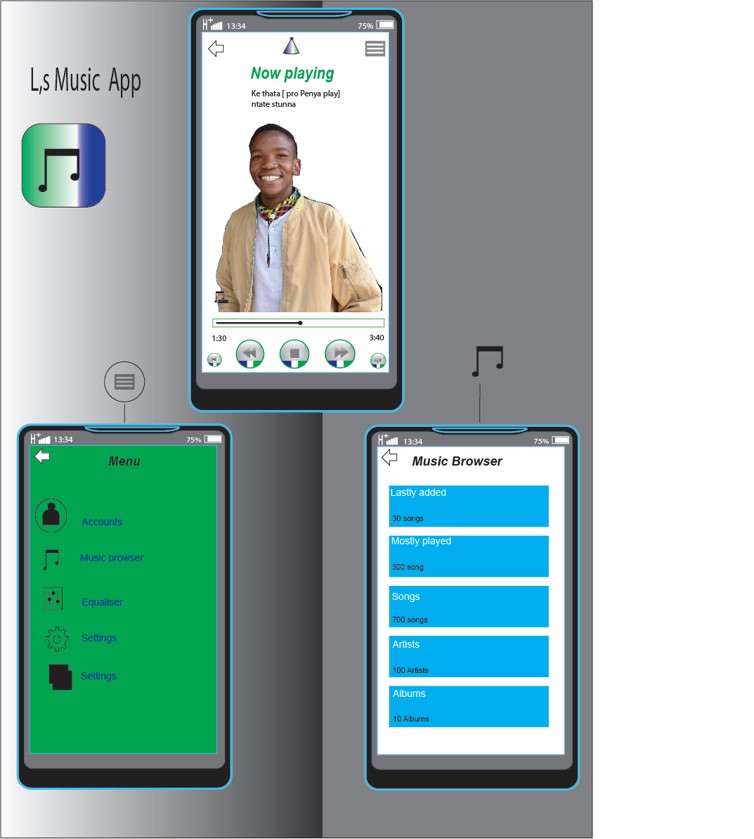 L,s Music App
H+ 13:34 75%
Now playing
Ke thata [ pro Penya play]
ntate stunna
1:30 3:40
H+ 13:34 75%
Menu
Accounts
Music browser
Equaliser
Settings
Settings
H+ 13:34 75%
Music Browser
Lastly added
30 songs
Mostly played
300 song
Songs
700 songs
Artists
100 Artists
Albums
10 Albums